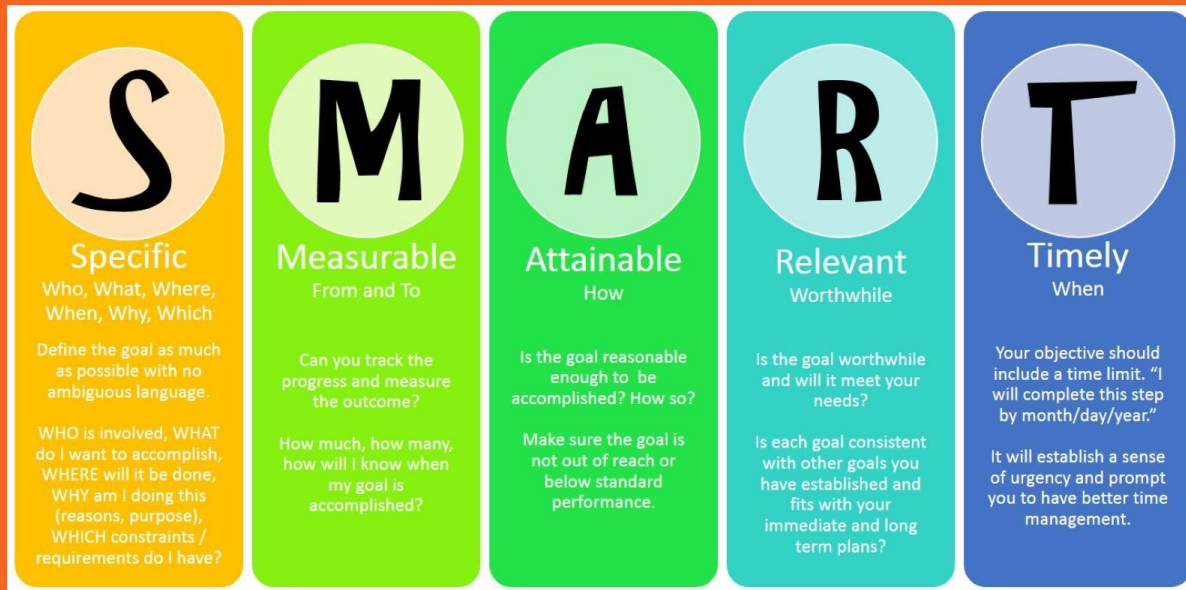 S
Specific
Who, What, Where,
When, Why, Which
Define the goal as much
as possible with no
ambiguous language.
WHO is involved, WHAT
do I want to accomplish,
WHERE will it be done,
WHY am I doing this
(reasons, purpose),
WHICH constraints /
requirements do I have?
M
Measurable
From and To
Can you track the
progress and measure
the outcome?
How much, how many,
how will I know when
my goal is
accomplished?
A
Attainable
How
Is the goal reasonable
enough to be
accomplished? How so?
Make sure the goal is
not out of reach or
below standard
performance.
R
Relevant
Worthwhile
Is the goal worthwhile
and will it meet your
needs?
Is each goal consistent
with other goals you
have established and
fits with your
immediate and long
term plans?
T
Timely
When
Your objective should
include a time limit. “I
will complete this step
by month/day/year.”
It will establish a sense
of urgency and prompt
you to have better time
management.